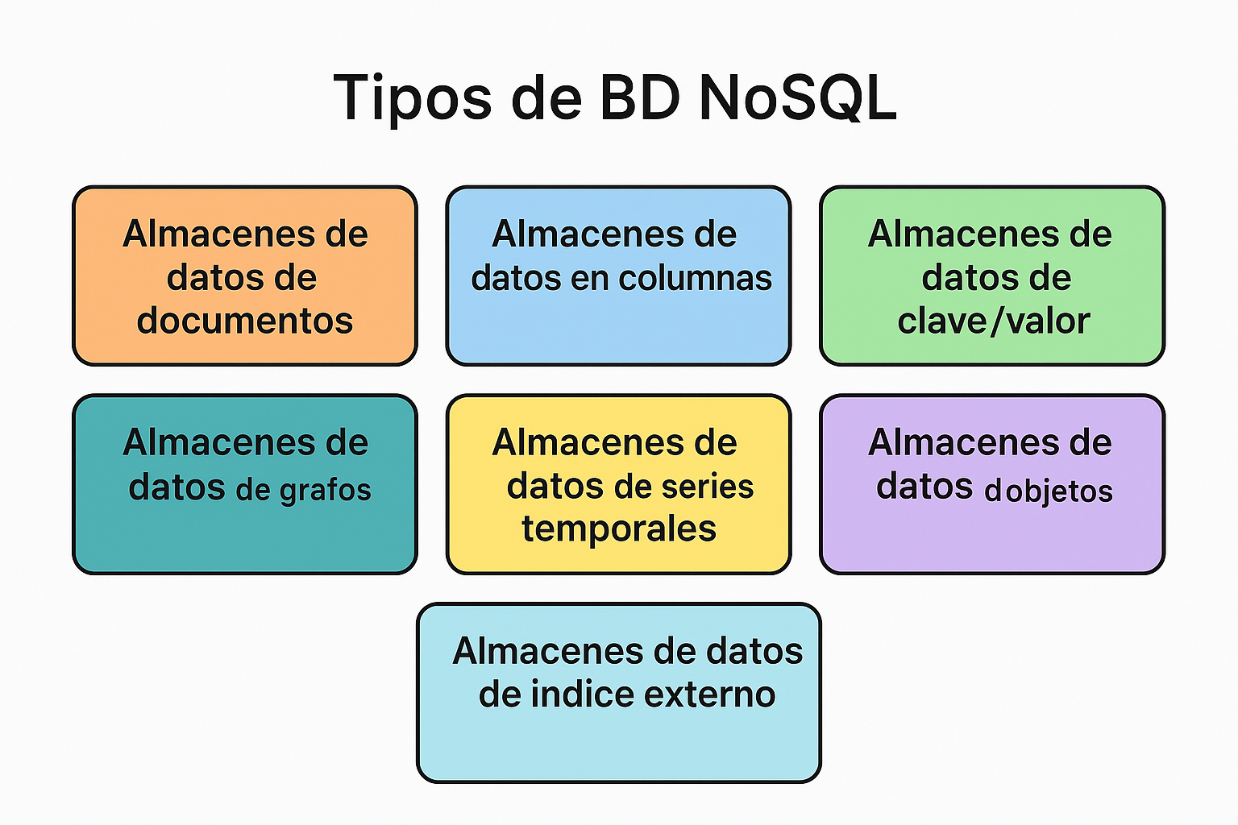 Tipos de BD NoSQL
Almacenes de
datos de
documentos
Almacenes de
datos en columnas
Almacenes de
datos de
clave/valor
Almacenes de
datos de grafos
Almacenes de
datos de series
temporales
Almacenes de
datos dobjetos
Almacenes de datos
de indice externo